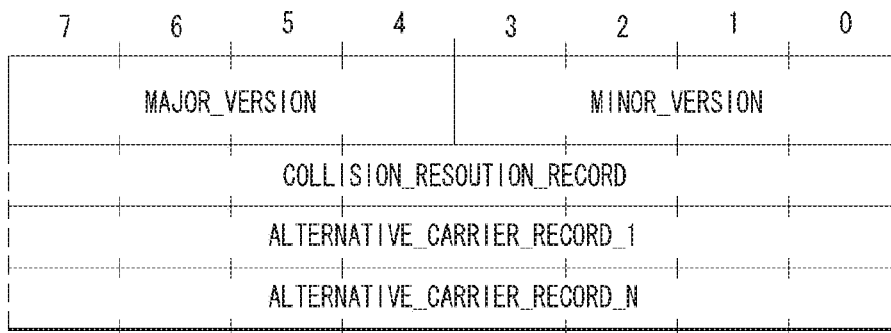 7 6 5 4 3 2 1 0
MAJOR_VERSION MINOR_VERSION
COLLISION_RESOUTION_RECORD
ALTERNATIVE_CARRIER_RECORD_1
ALTERNATIVE_CARRIER_RECORD_N